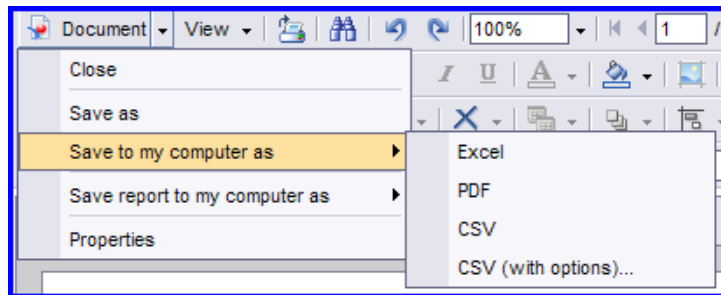 Document View 100% 1 /
Close
Save as
Save to my computer as
Save report to my computer as
Properties
Excel
PDF
CSV
CSV (with options)...
I U A